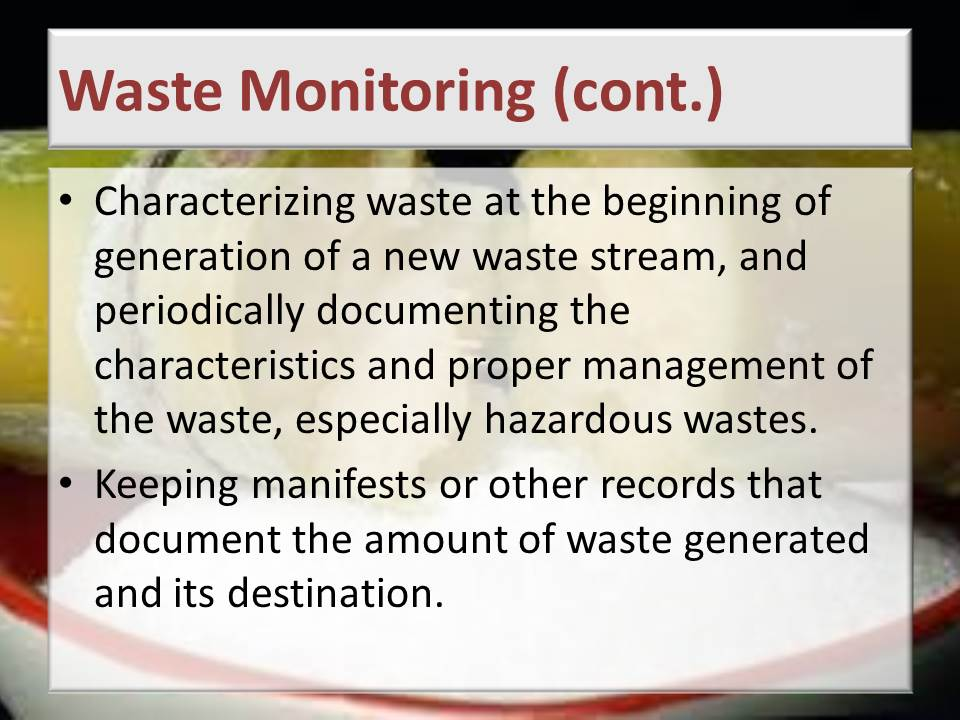 Waste Monitoring (cont.)
• Characterizing waste at the beginning of
generation of a new waste stream, and
periodically documenting the
characteristics and proper management of
the waste, especially hazardous wastes.
• Keeping manifests or other records that
document the amount of waste generated
and its destination.